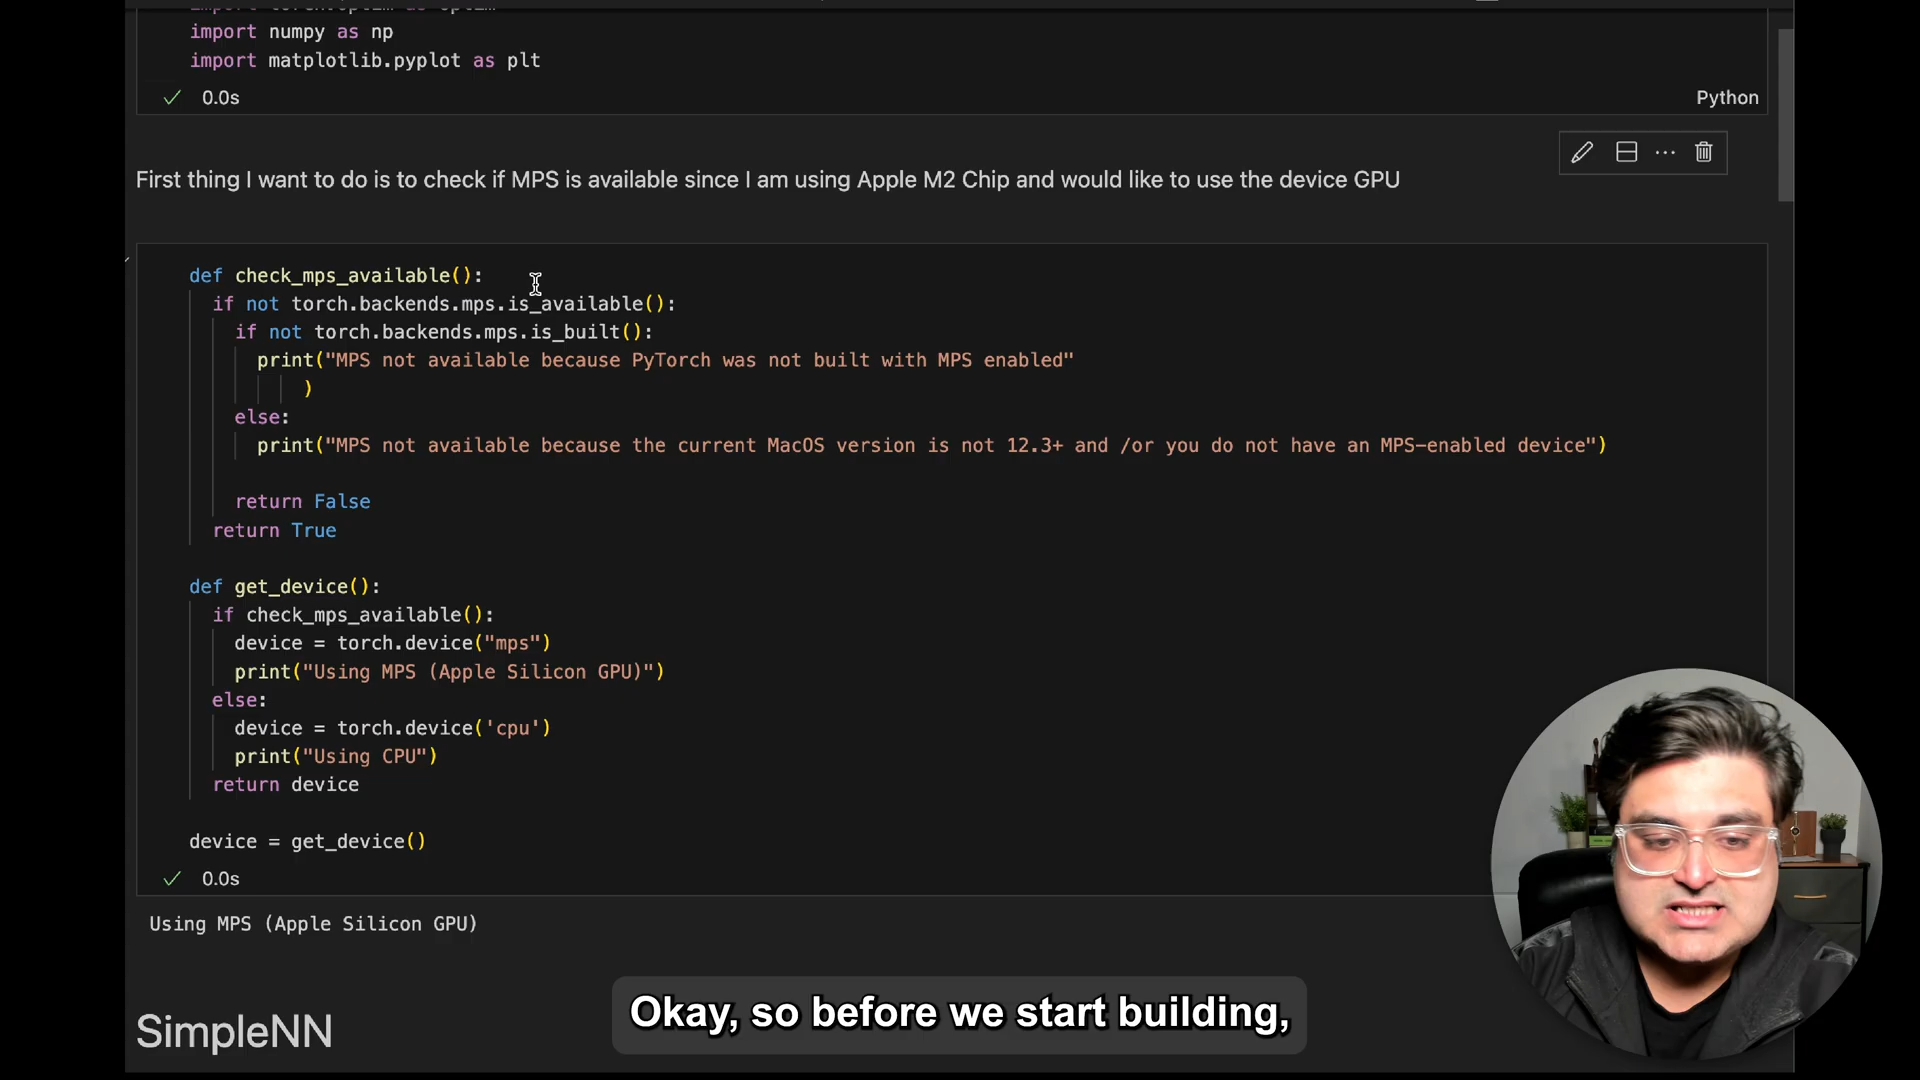 import torch.optim as optim
import numpy as np
import matplotlib.pyplot as plt
0.0s
Python
First thing I want to do is to check if MPS is available since I am using Apple M2 Chip and would like to use the device GPU
def check_mps_available():
if not torch.backends.mps.is_available():
if not torch.backends.mps.is_built():
print("MPS not available because PyTorch was not built with MPS enabled"
)
else:
print("MPS not available because the current MacOS version is not 12.3+ and /or you do not have an MPS-enabled device")
return False
return True
def get_device():
if check_mps_available():
device = torch.device("mps")
print("Using MPS (Apple Silicon GPU)")
else:
device = torch.device('cpu')
print("Using CPU")
return device
device = get_device()
0.0s
Using MPS (Apple Silicon GPU)
SimpleNN
Okay, so before we start building,